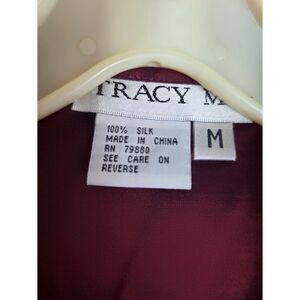 TRACY M
100% SILK
MADE IN CHINA
RN 79880
SEE CARE ON
REVERSE
M